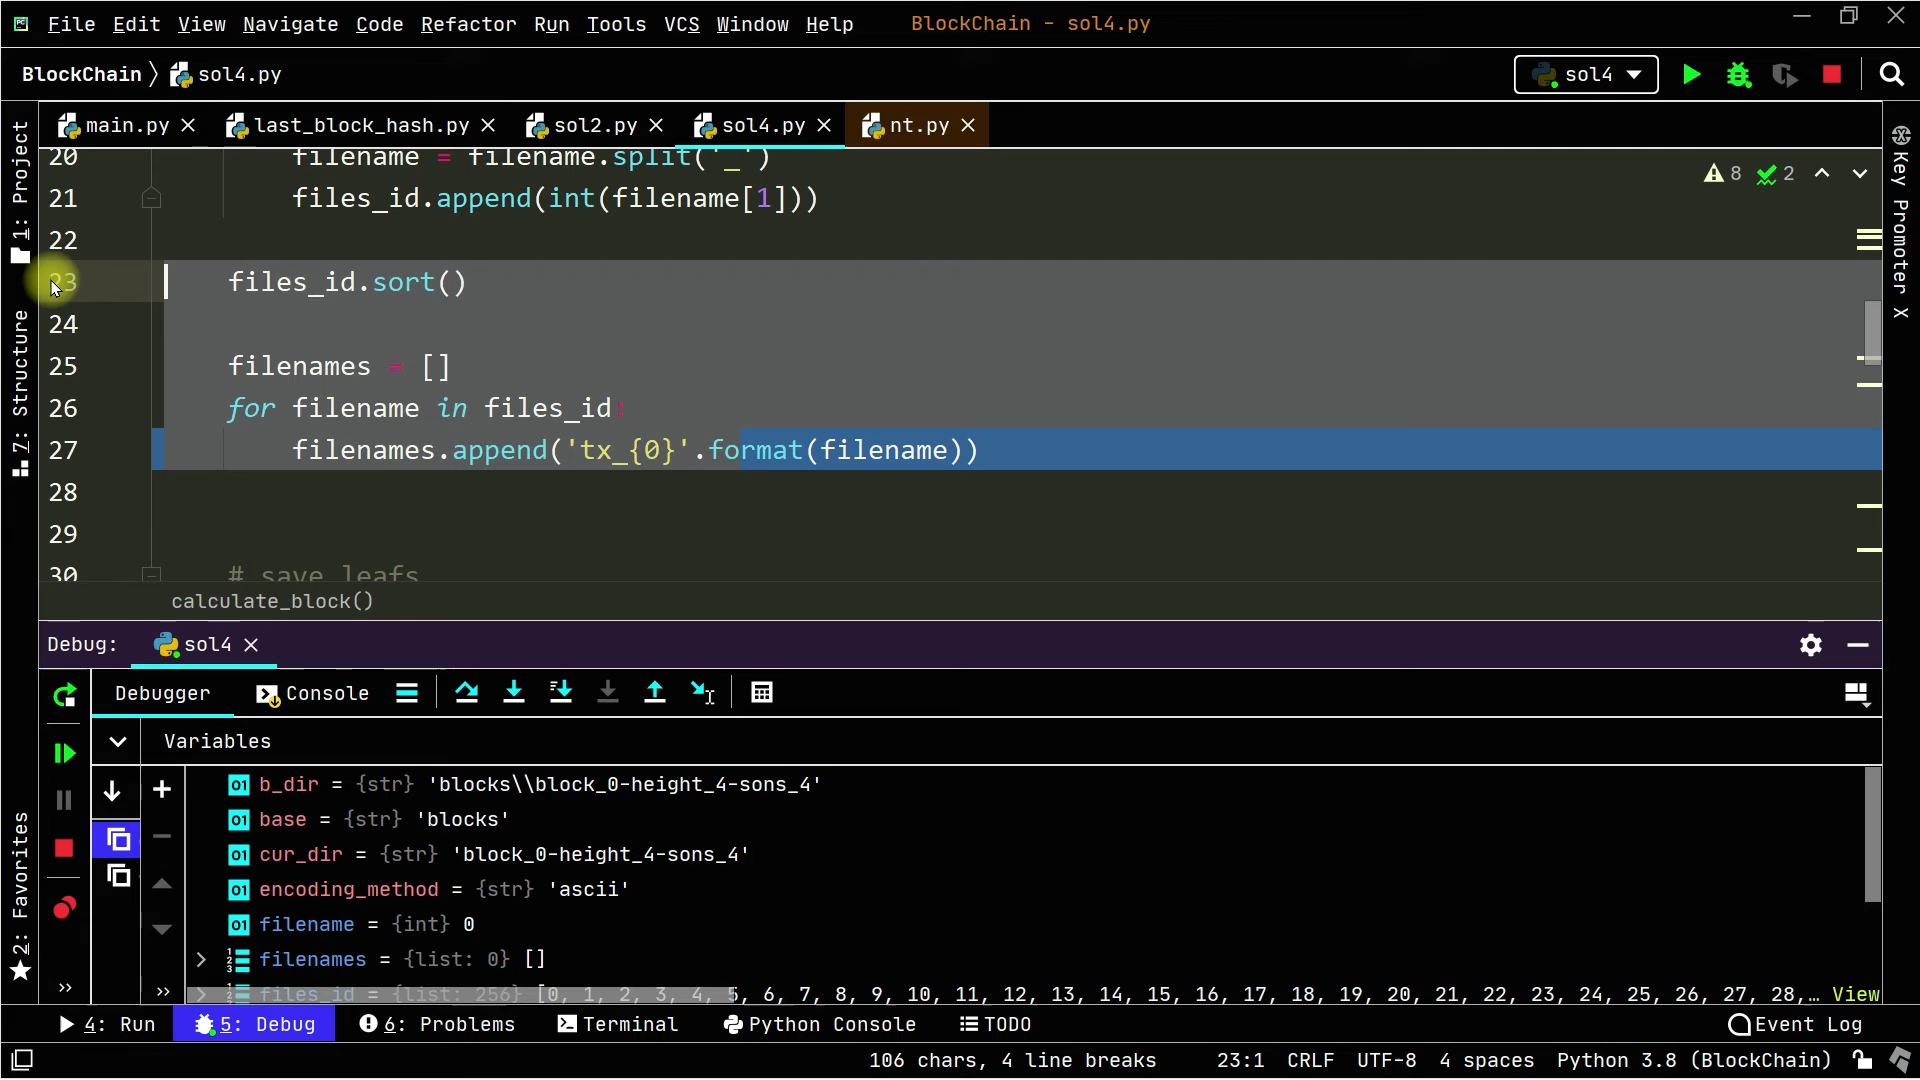 File Edit View Navigate Code Refactor Run Tools VCS Window Help BlockChain - sol4.py
BlockChain sol4.py sol4
main.py last_block_hash.py sol2.py sol4.py nt.py
1: Project
7: Structure
2: Favorites
Key Promoter X
8 2
20 filename = filename.split('_')
21 files_id.append(int(filename[1]))
22
23 files_id.sort()
24
25 filenames = []
26 for filename in files_id:
27 filenames.append('tx_{0}'.format(filename))
28
29
30 # save leafs
calculate_block()
Debug: sol4
Debugger Console
Variables
b_dir = {str} 'blocks\\block_0-height_4-sons_4'
base = {str} 'blocks'
cur_dir = {str} 'block_0-height_4-sons_4'
encoding_method = {str} 'ascii'
filename = {int} 0
filenames = {list: 0} []
files_id = {list: 256} [0, 1, 2, 3, 4, 5, 6, 7, 8, 9, 10, 11, 12, 13, 14, 15, 16, 17, 18, 19, 20, 21, 22, 23, 24, 25, 26, 27, 28,… View
4: Run 5: Debug 6: Problems Terminal Python Console TODO Event Log
106 chars, 4 line breaks 23:1 CRLF UTF-8 4 spaces Python 3.8 (BlockChain)